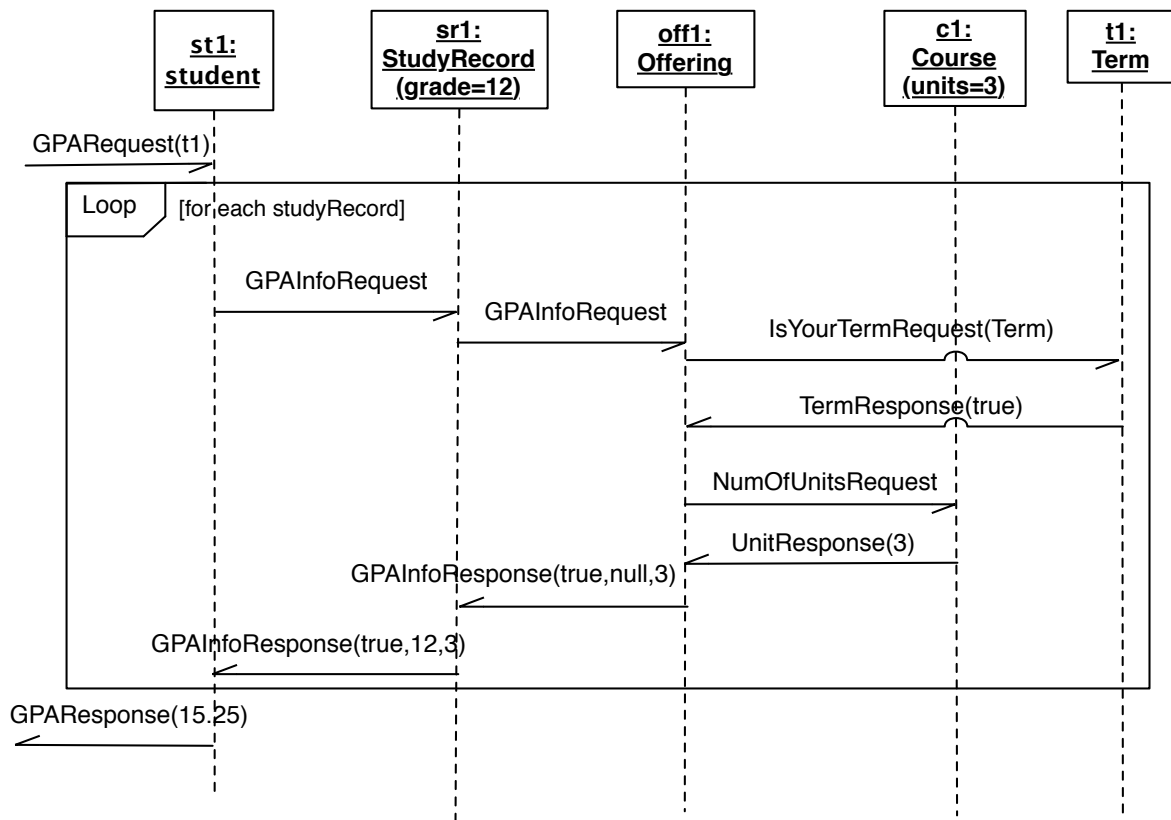 st1:
student
sr1:
StudyRecord
(grade=12)
off1:
Offering
c1:
Course
(units=3)
t1:
Term
GPARequest(t1)
Loop
[for each studyRecord]
GPAInfoRequest
GPAInfoRequest
IsYourTermRequest(Term)
TermResponse(true)
NumOfUnitsRequest
UnitResponse(3)
GPAInfoResponse(true,null,3)
GPAInfoResponse(true,12,3)
GPAResponse(15.25)